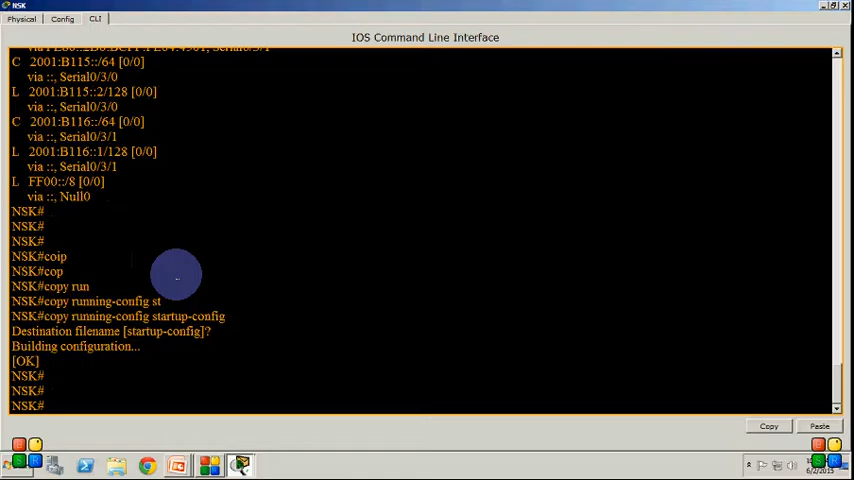 NSK
Physical
Config
CLI
IOS Command Line Interface
C 2001:B115::/64 [0/0]
via ::, Serial0/3/0
L 2001:B115::2/128 [0/0]
via ::, Serial0/3/0
C 2001:B116::/64 [0/0]
via ::, Serial0/3/1
L 2001:B116::1/128 [0/0]
via ::, Serial0/3/1
L FF00::/8 [0/0]
via ::, Null0
NSK#
NSK#
NSK#
NSK#coip
NSK#cop
NSK#copy run
NSK#copy running-config st
NSK#copy running-config startup-config
Destination filename [startup-config]?
Building configuration...
[OK]
NSK#
NSK#
NSK#
Copy
Paste
6/2/2015